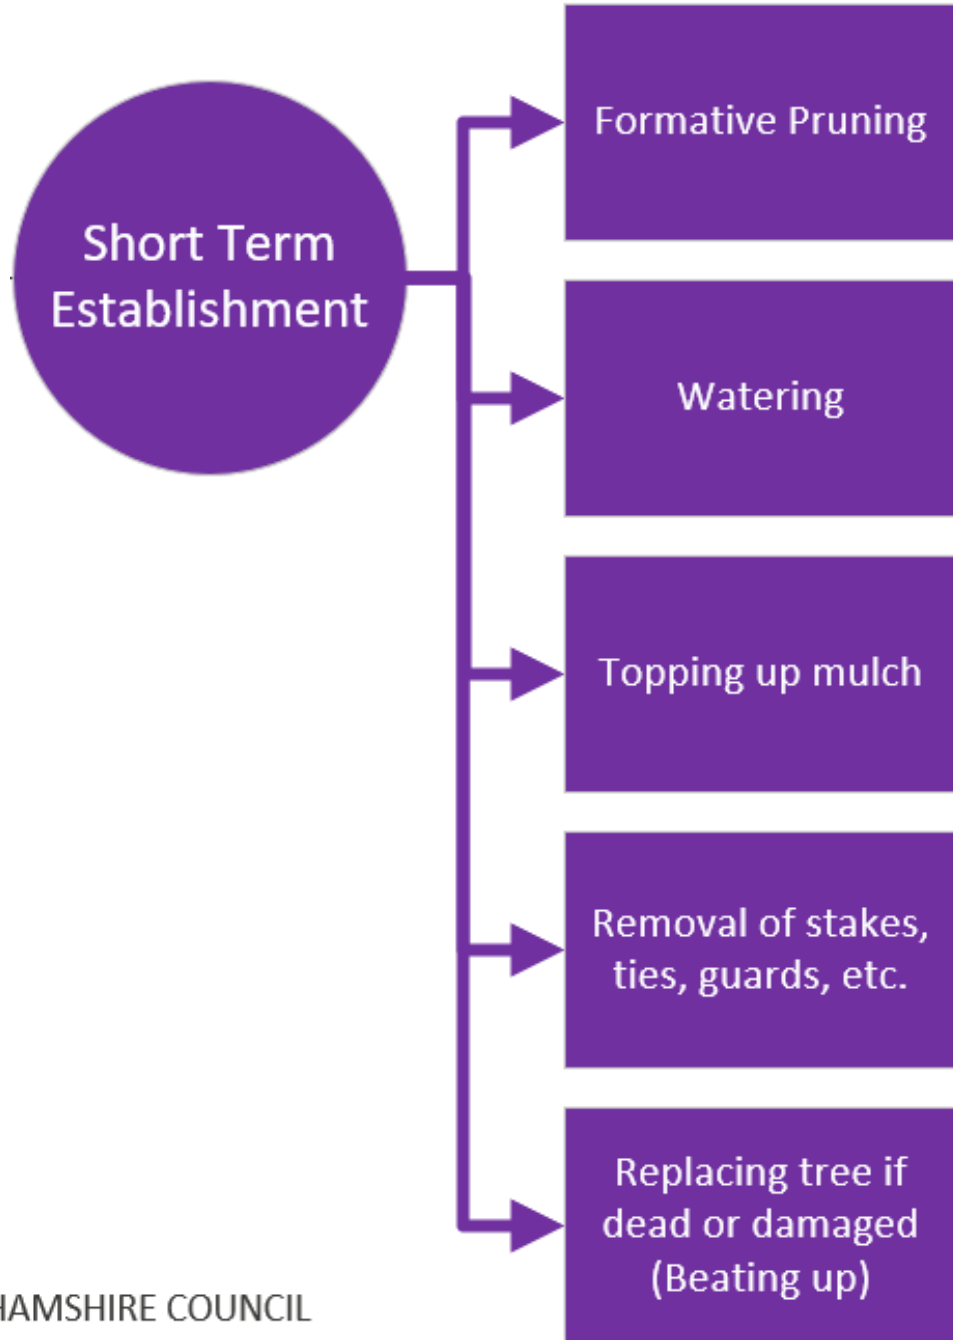 Short Term
Establishment
Formative Pruning
Watering
Topping up mulch
Removal of stakes,
ties, guards, etc.
Replacing tree if
dead or damaged
(Beating up)
HAMSHIRE COUNCIL